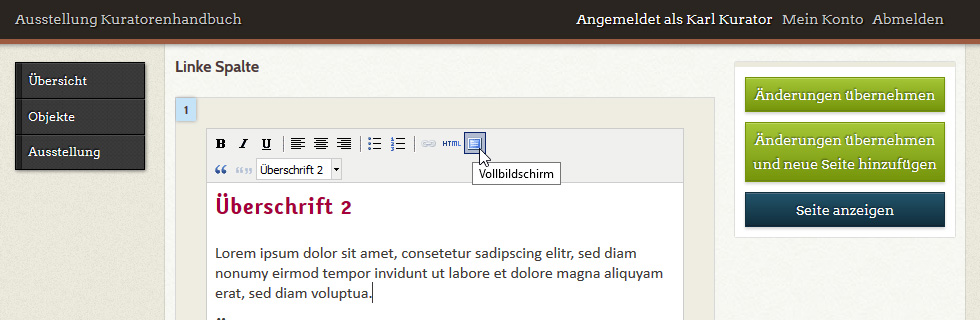 Ausstellung Kuratorenhandbuch
Angemeldet als Karl Kurator Mein Konto Abmelden
Übersicht
Objekte
Ausstellung
Linke Spalte
1
B I U HTML
Vollbildschirm
Überschrift 2
Überschrift 2
Lorem ipsum dolor sit amet, consetetur sadipscing elitr, sed diam
nonumy eirmod tempor invidunt ut labore et dolore magna aliquyam
erat, sed diam voluptua.
Änderungen übernehmen
Änderungen übernehmen
und neue Seite hinzufügen
Seite anzeigen